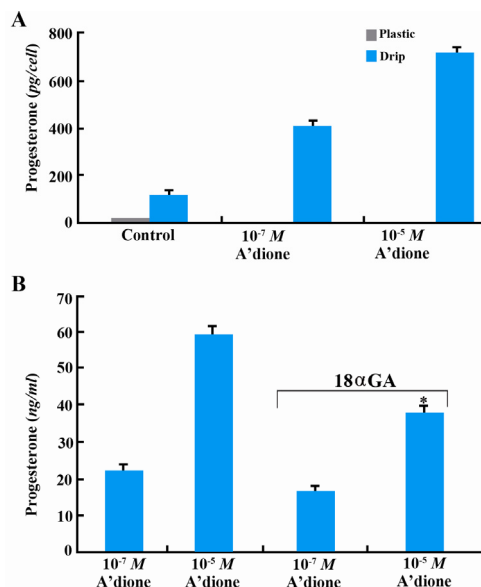 A
800
600
400
200
0
Progesterone (pg/cell)
Plastic
Drip
Control
10⁻⁷ M
A'dione
10⁻⁵ M
A'dione
B
70
60
50
40
30
20
10
0
Progesterone (ng/ml)
18αGA
*
10⁻⁷ M
A'dione
10⁻⁵ M
A'dione
10⁻⁷ M
A'dione
10⁻⁵ M
A'dione